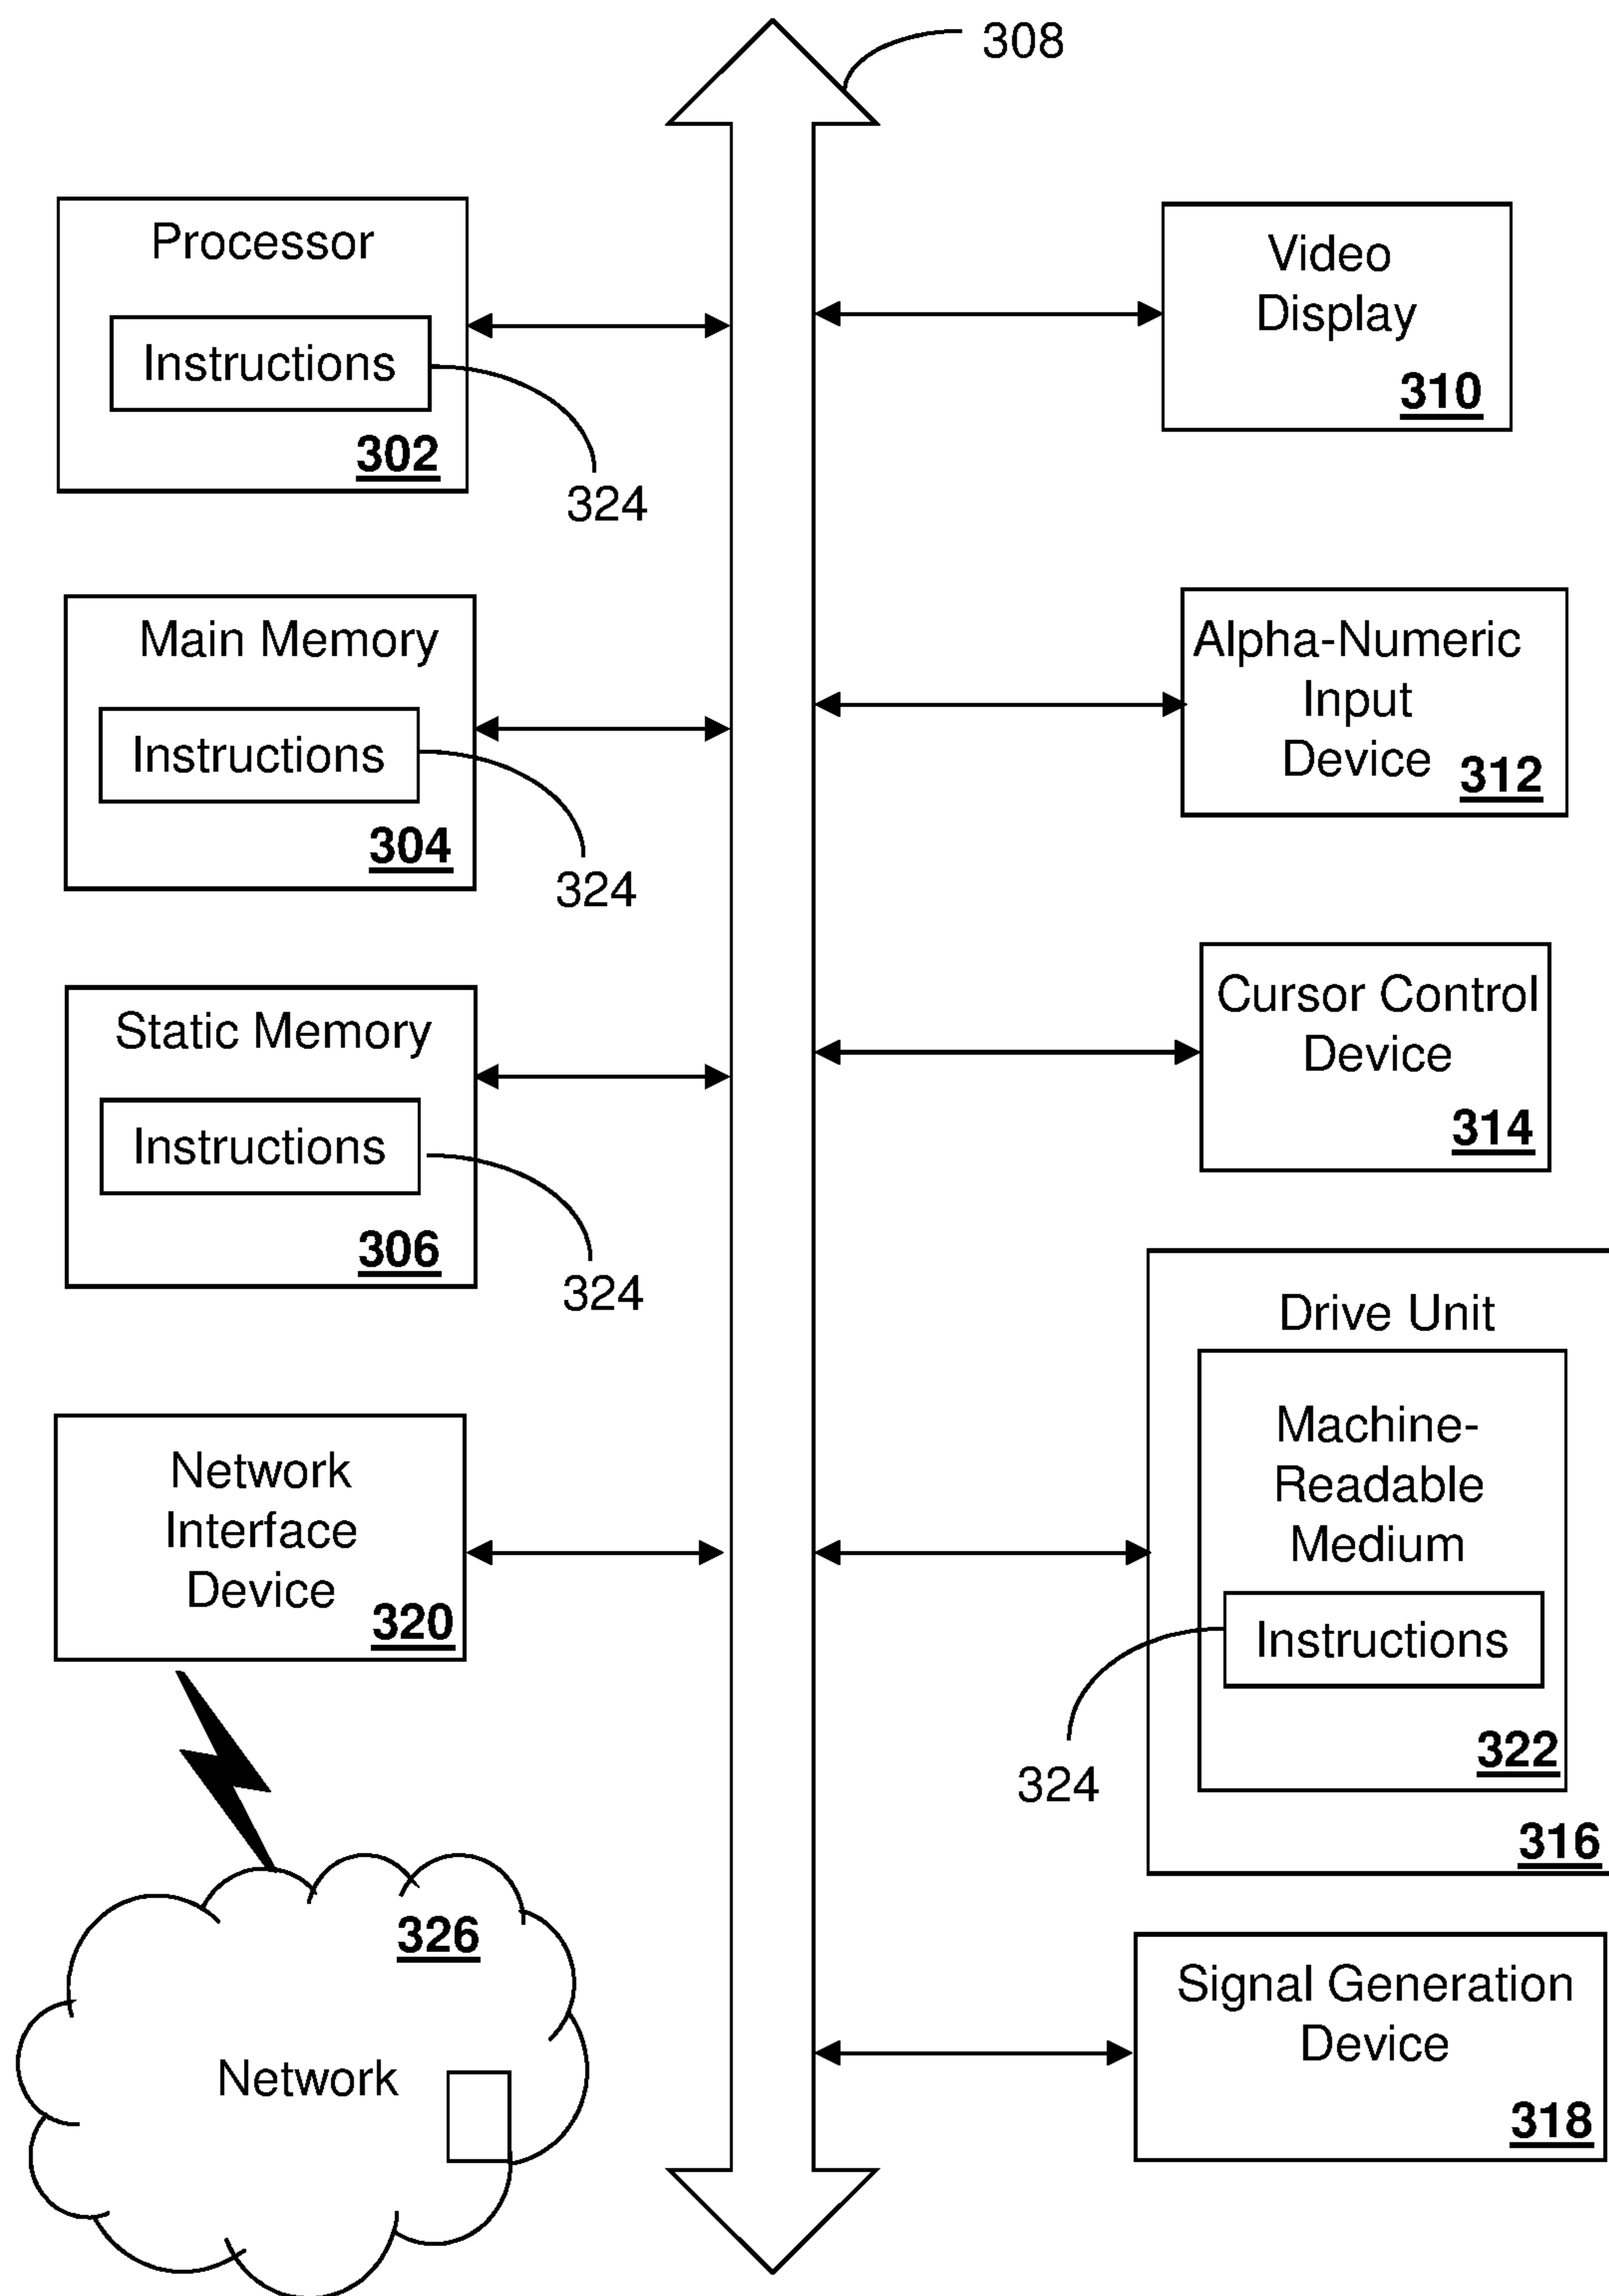 308
Processor
Instructions
302
324
Main Memory
Instructions
304
324
Static Memory
Instructions
306
324
Network
Interface
Device
320
326
Network
Video
Display
310
Alpha-Numeric
Input
Device
312
Cursor Control
Device
314
Drive Unit
Machine-
Readable
Medium
Instructions
322
324
316
Signal Generation
Device
318